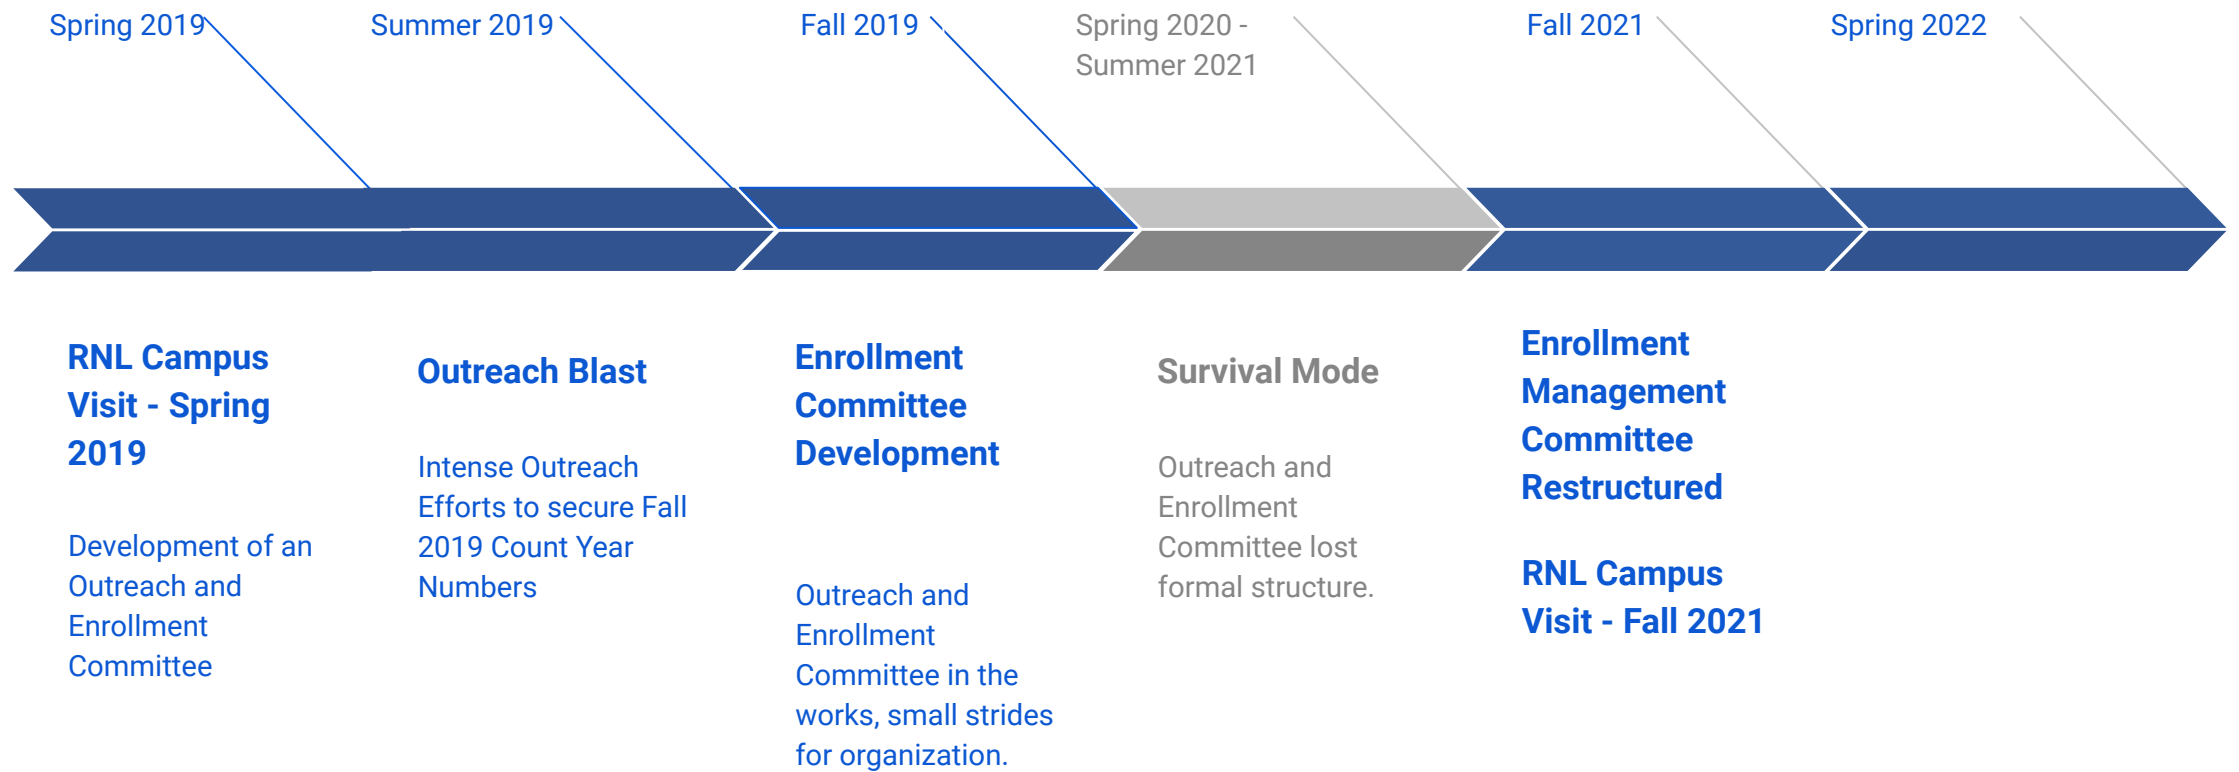 Spring 2019
Summer 2019
Fall 2019
Spring 2020 -
Summer 2021
Fall 2021
Spring 2022
RNL Campus
Visit - Spring
2019
Development of an
Outreach and
Enrollment
Committee
Outreach Blast
Intense Outreach
Efforts to secure Fall
2019 Count Year
Numbers
Enrollment
Committee
Development
Outreach and
Enrollment
Committee in the
works, small strides
for organization.
Survival Mode
Outreach and
Enrollment
Committee lost
formal structure.
Enrollment
Management
Committee
Restructured
RNL Campus
Visit - Fall 2021